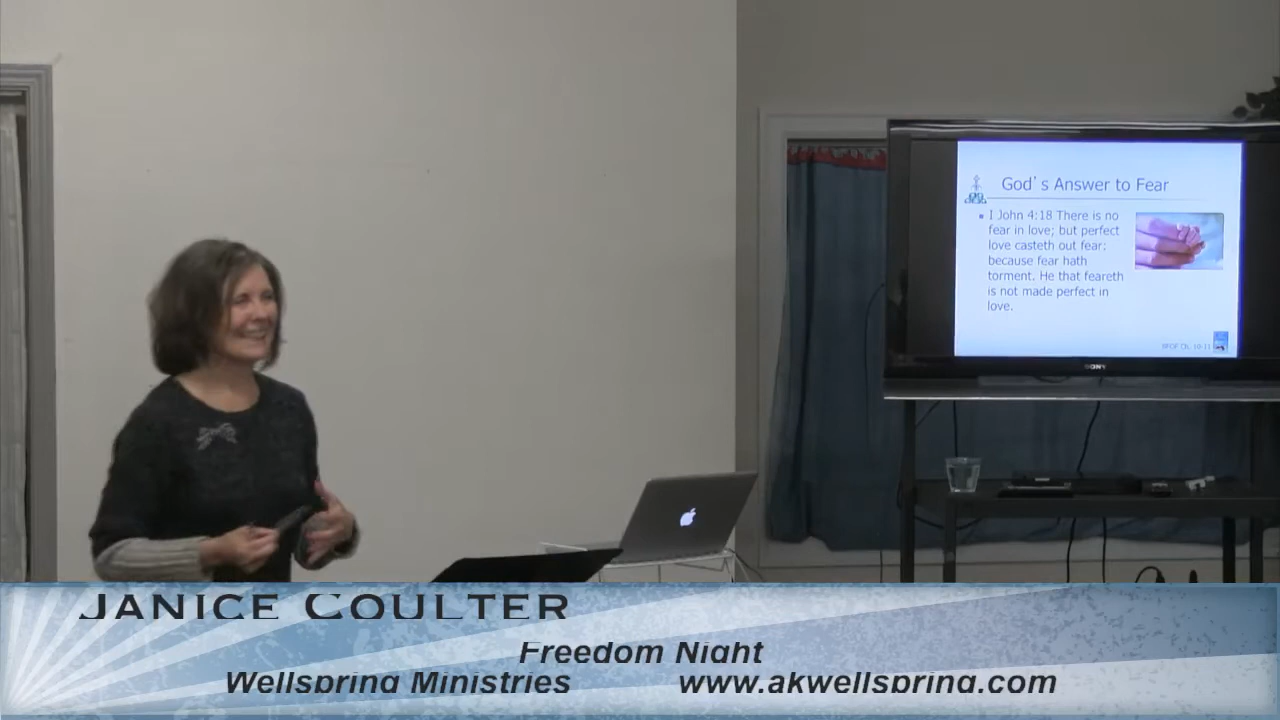 God's Answer to Fear
I John 4:18 There is no
fear in love; but perfect
love casteth out fear:
because fear hath
torment. He that feareth
is not made perfect in
love.
SONY
JANICE COULTER
Freedom Night
Wellspring Ministries www.akwellspring.com